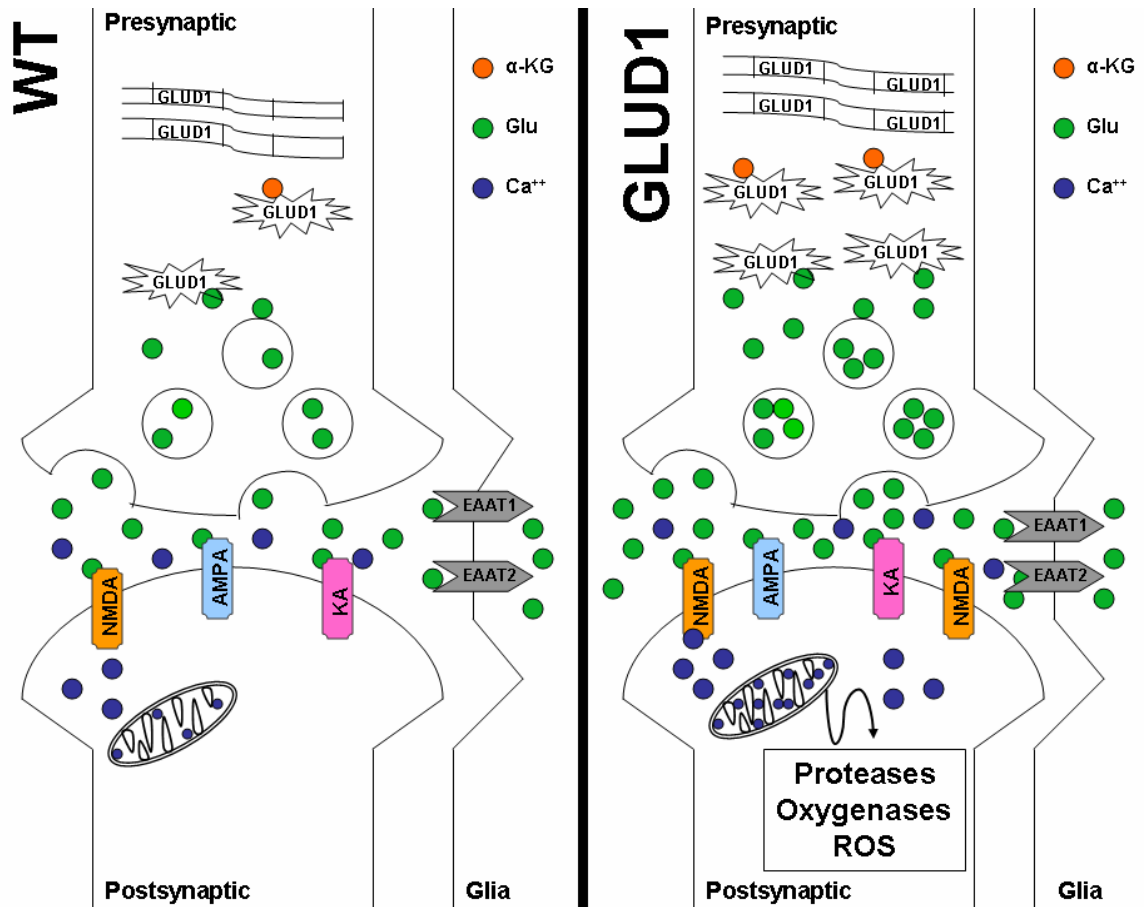 WT
Presynaptic
α-KG
Glu
Ca++
GLUD1
GLUD1
GLUD1
GLUD1
EAAT1
EAAT2
NMDA
AMPA
KA
Postsynaptic
Glia
GLUD1
Presynaptic
α-KG
Glu
Ca++
GLUD1
GLUD1
GLUD1
GLUD1
GLUD1
GLUD1
GLUD1
GLUD1
EAAT1
EAAT2
NMDA
AMPA
KA
NMDA
Proteases
Oxygenases
ROS
Postsynaptic
Glia